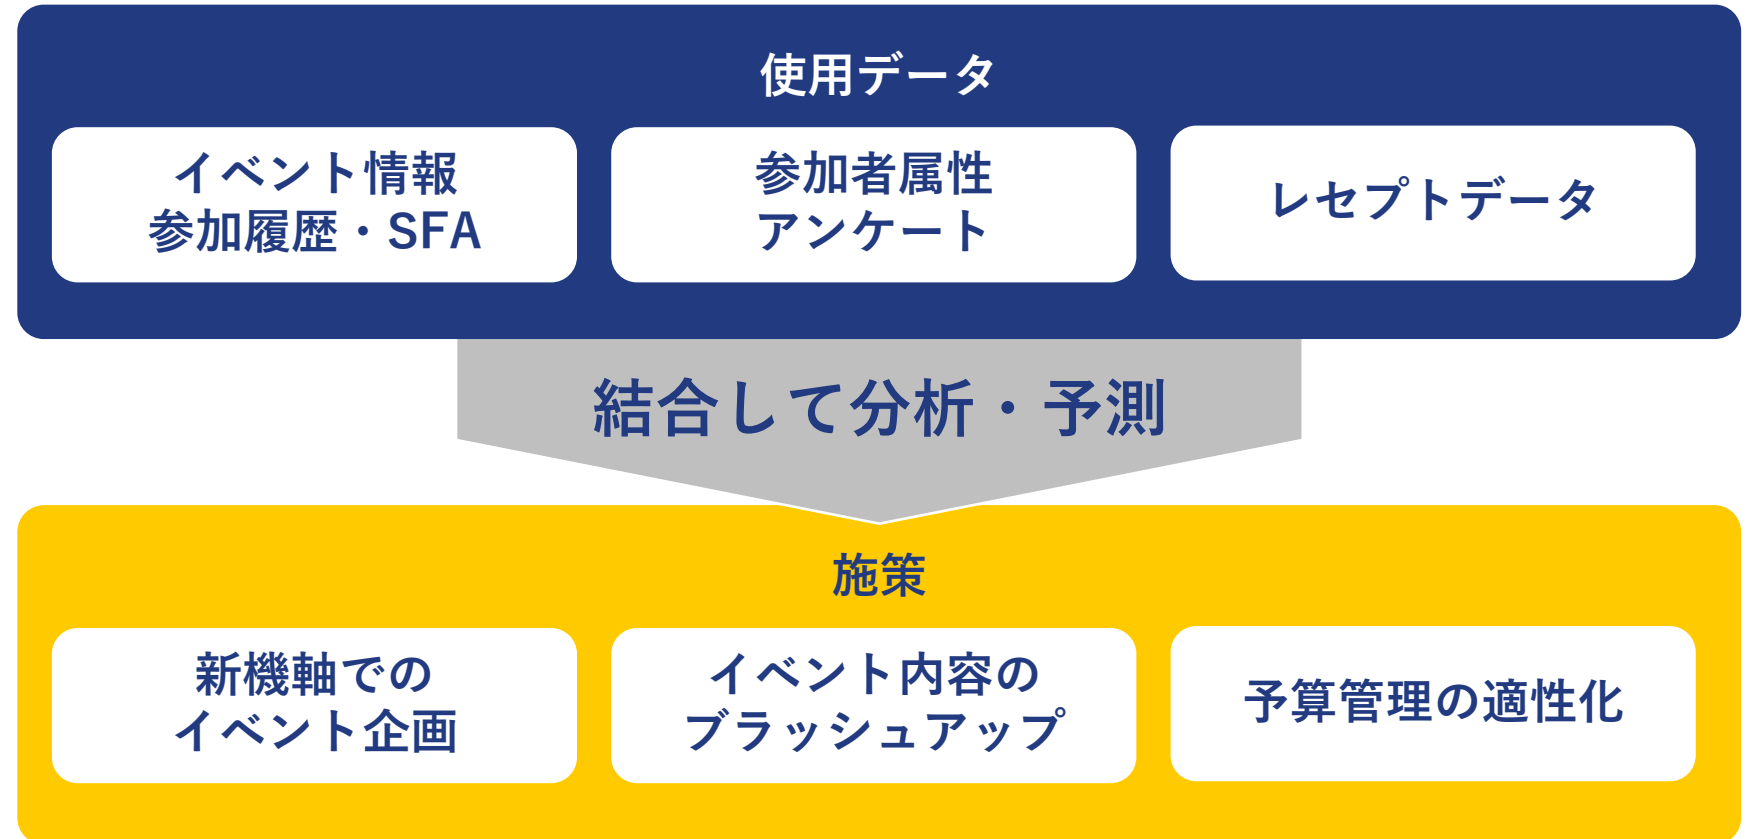 使用データ
イベント情報
参加履歴・SFA
参加者属性
アンケート
レセプトデータ
結合して分析・予測
施策
新機軸での
イベント企画
イベント内容の
ブラッシュアップ
予算管理の適性化